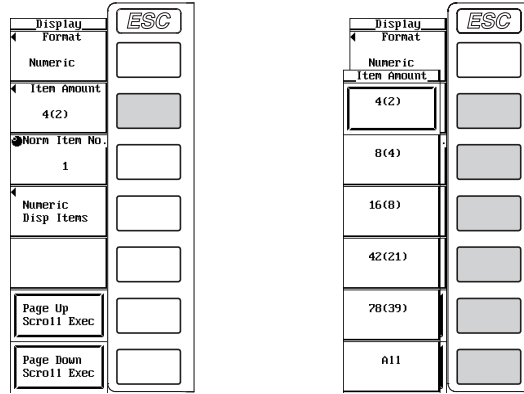 Display
Format
Numeric
Item Amount
4(2)
Norm Item No.
1
Numeric
Disp Items
Page Up
Scroll Exec
Page Down
Scroll Exec
ESC
Display
Format
Numeric
Item Amount
4(2)
8(4)
16(8)
42(21)
78(39)
All
ESC